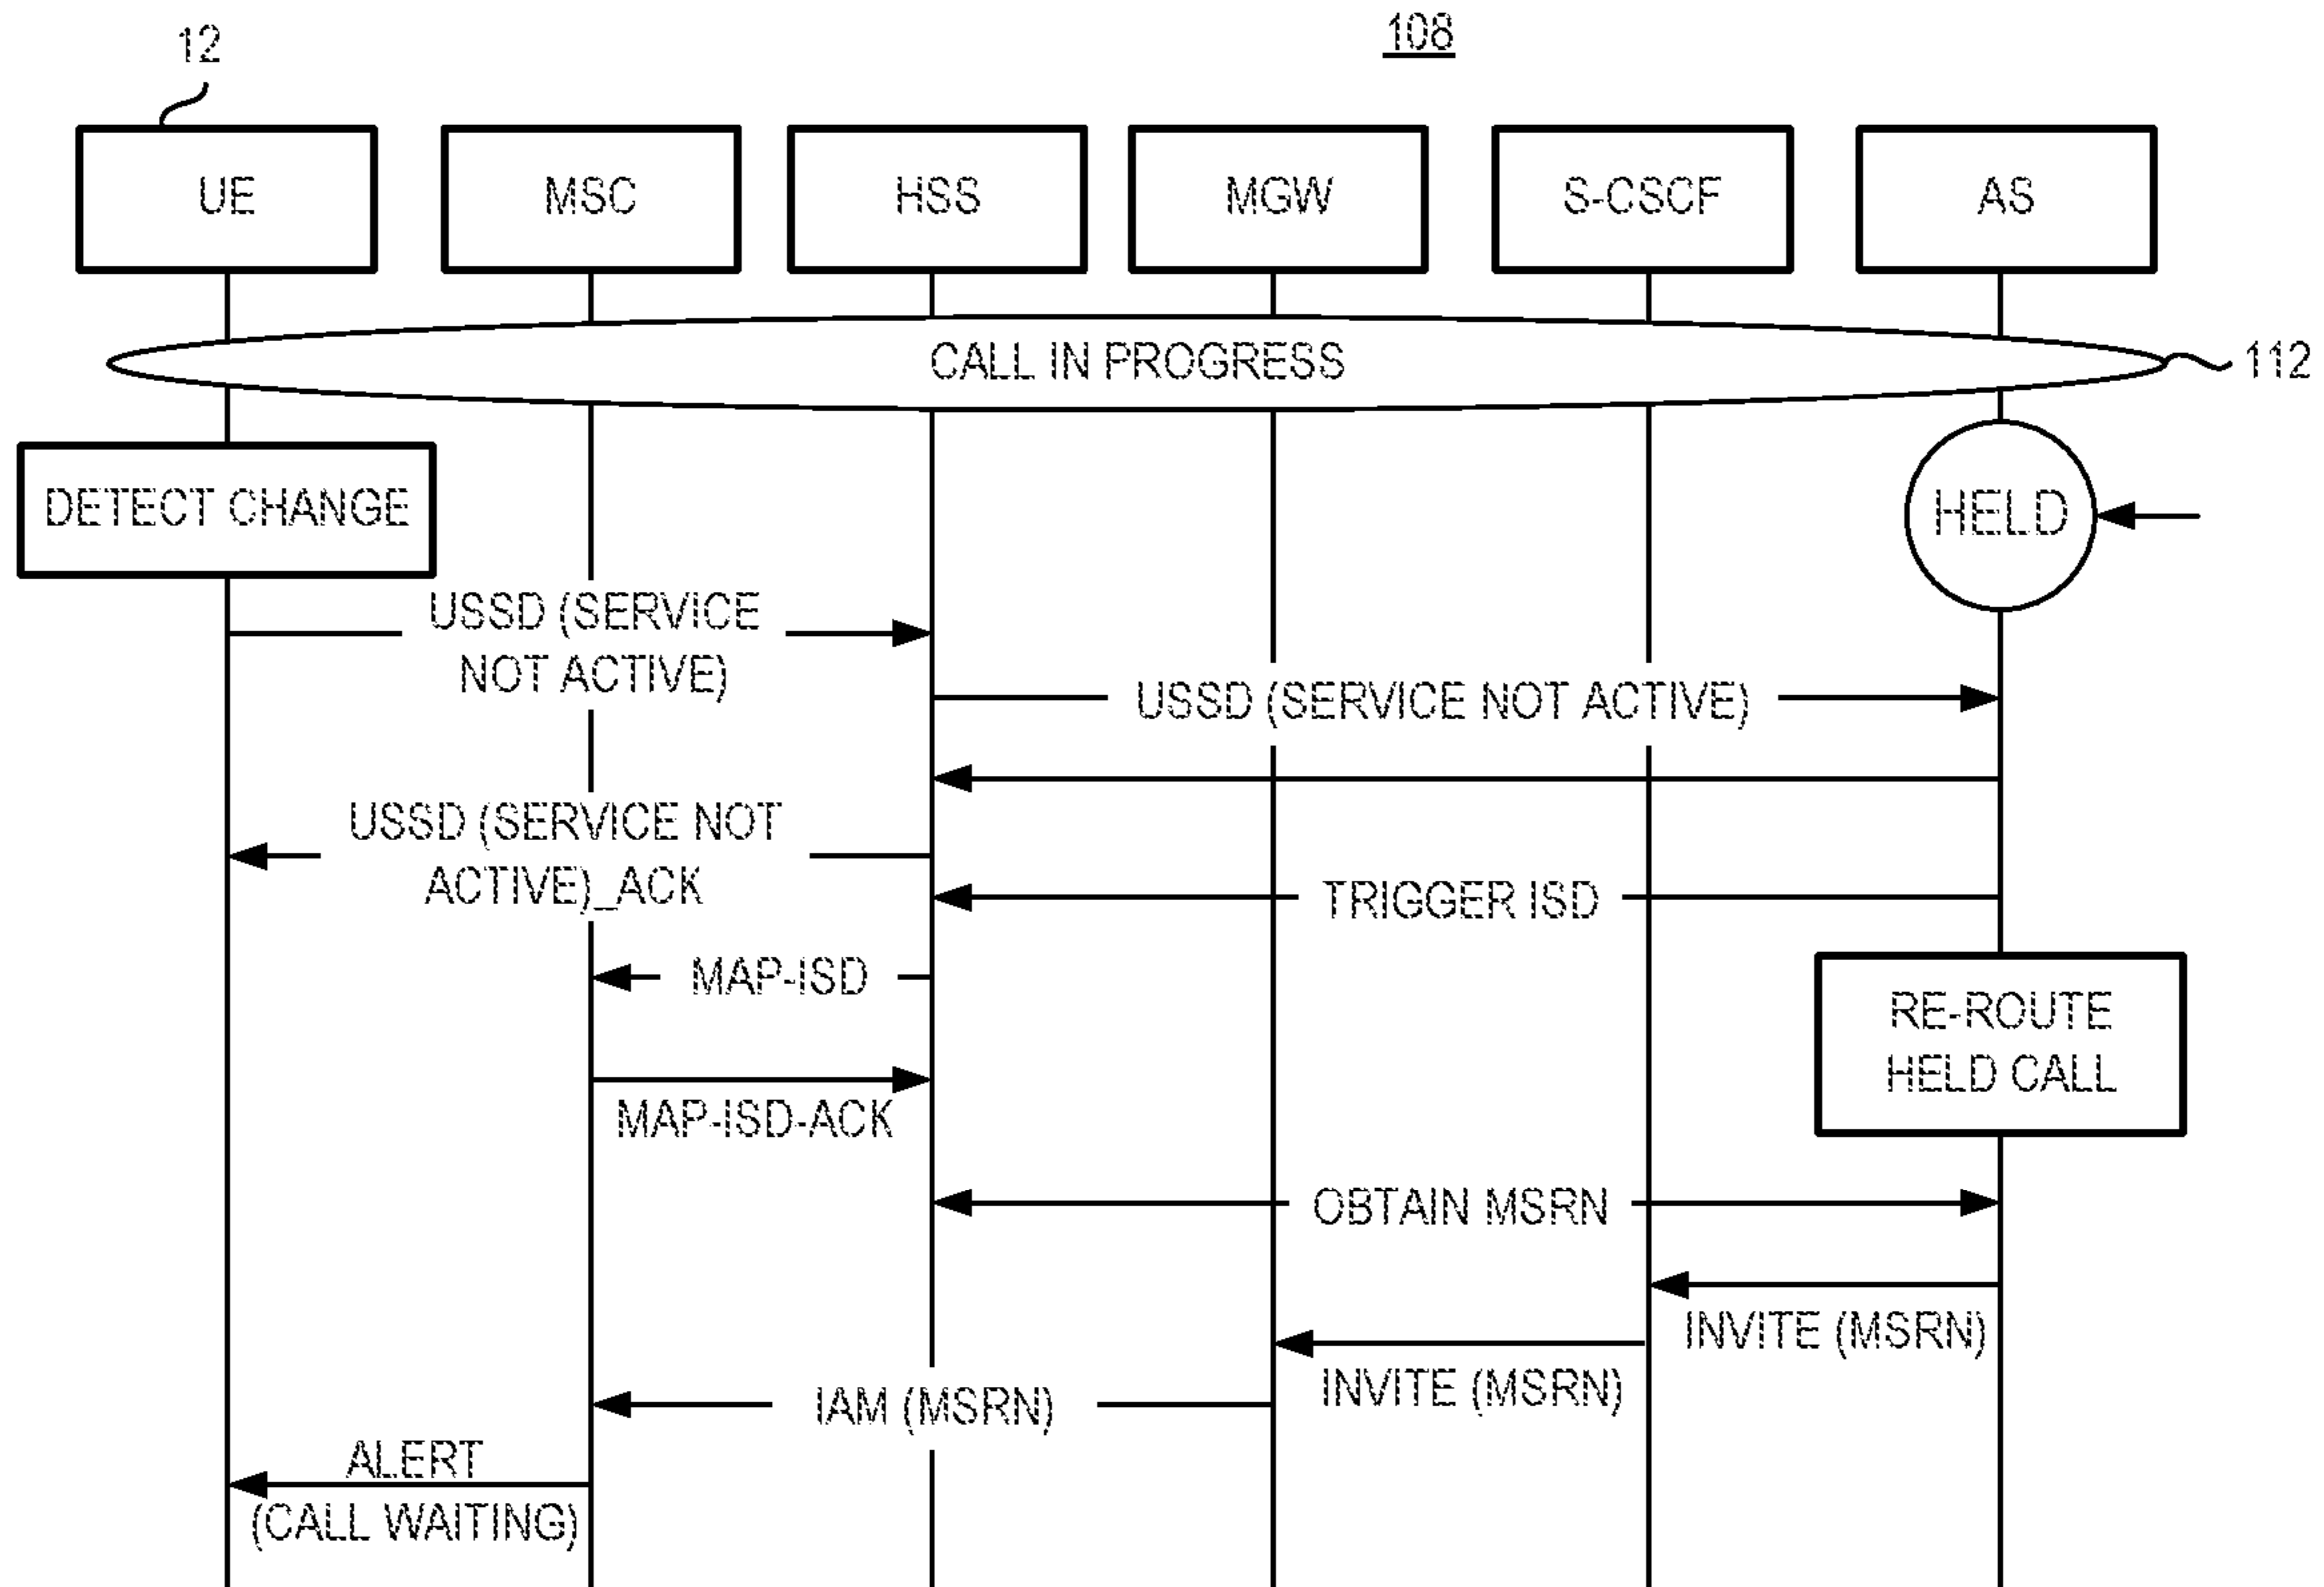 12
108
UE
MSC
HSS
MGW
S-CSCF
AS
CALL IN PROGRESS
112
DETECT CHANGE
HELD
USSD (SERVICE
NOT ACTIVE)
USSD (SERVICE NOT ACTIVE)
USSD (SERVICE NOT
ACTIVE)_ACK
TRIGGER ISD
MAP-ISD
RE-ROUTE
HELD CALL
MAP-ISD-ACK
OBTAIN MSRN
INVITE (MSRN)
INVITE (MSRN)
IAM (MSRN)
ALERT
(CALL WAITING)